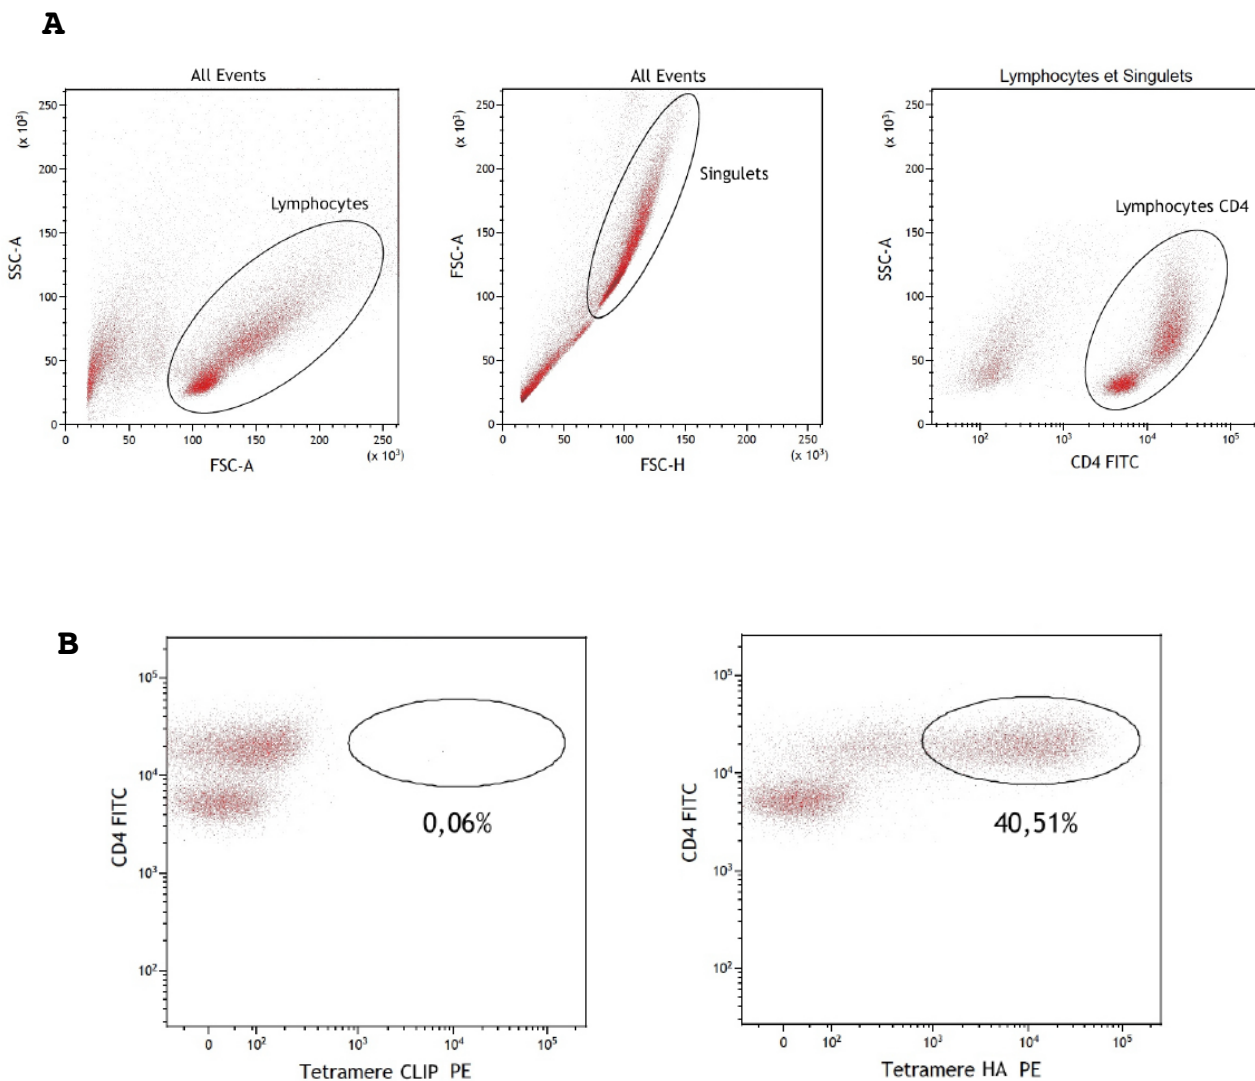 A
All Events
(x 10³)
250
200
150
100
50
0
SSC-A
Lymphocytes
0 50 100 150 200 250
(x 10³)
FSC-A
All Events
(x 10³)
250
200
150
100
50
0
FSC-A
Singulets
0 50 100 150 200 250
(x 10³)
FSC-H
Lymphocytes et Singulets
(x 10³)
250
200
150
100
50
0
SSC-A
Lymphocytes CD4
10² 10³ 10⁴ 10⁵
CD4 FITC
B
10⁵
10⁴
10³
10²
CD4 FITC
0,06%
0 10² 10³ 10⁴ 10⁵
Tetramere CLIP PE
10⁵
10⁴
10³
10²
CD4 FITC
40,51%
0 10² 10³ 10⁴ 10⁵
Tetramere HA PE